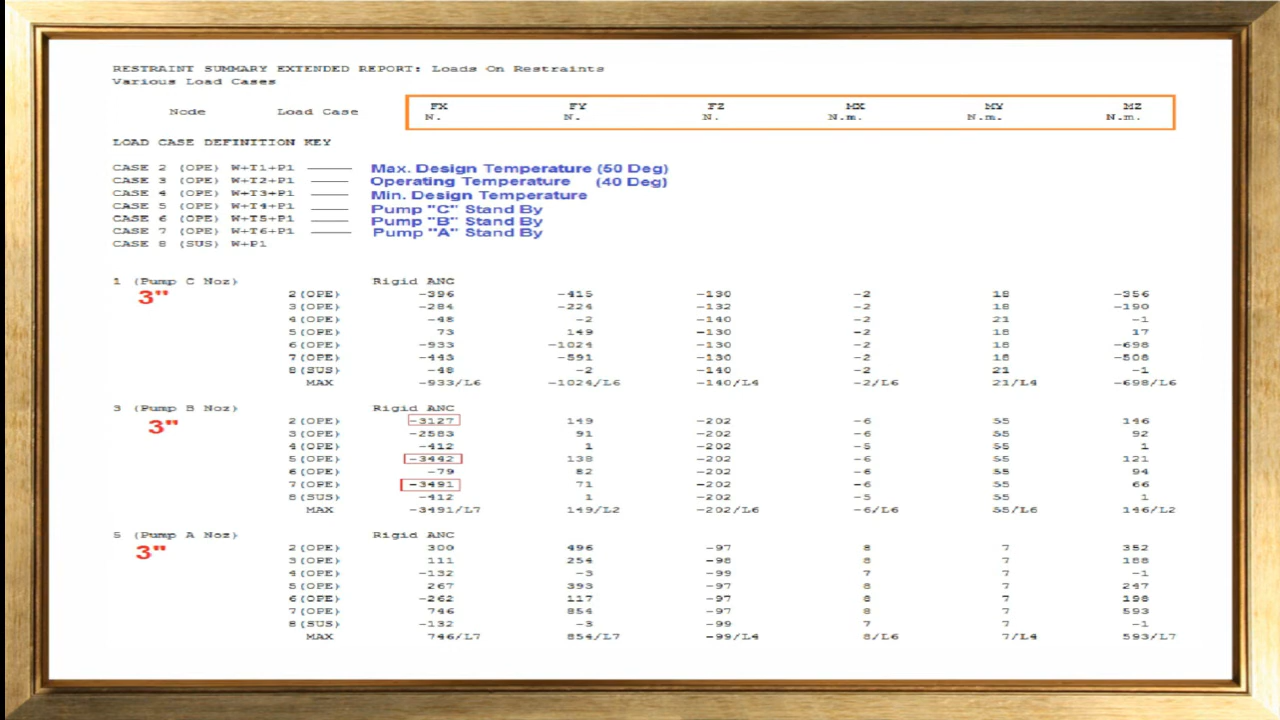 RESTRAINT SUMMARY EXTENDED REPORT: Loads On Restraints
Various Load Cases
Node Load Case FX FY FZ MX MY MZ
N. N. N. N.m. N.m. N.m.
LOAD CASE DEFINITION KEY
CASE 2 (OPE) W+T1+P1 Max. Design Temperature (50 Deg)
CASE 3 (OPE) W+T2+P1 Operating Temperature (40 Deg)
CASE 4 (OPE) W+T3+P1 Min. Design Temperature
CASE 5 (OPE) W+T4+P1 Pump "C" Stand By
CASE 6 (OPE) W+T5+P1 Pump "B" Stand By
CASE 7 (OPE) W+T6+P1 Pump "A" Stand By
CASE 8 (SUS) W+P1
1 (Pump C Noz) Rigid ANC
3"
2(OPE) -396 -415 -130 -2 18 -356
3(OPE) -284 -224 -132 -2 18 -190
4(OPE) -48 -2 -140 -2 21 -1
5(OPE) 73 149 -130 -2 18 17
6(OPE) -933 -1024 -130 -2 18 -698
7(OPE) -443 -591 -130 -2 18 -508
8(SUS) -48 -2 -140 -2 21 -1
MAX -933/L6 -1024/L6 -140/L4 -2/L6 21/L4 -698/L6
3 (Pump B Noz) Rigid ANC
3"
2(OPE) -3127 149 -202 -6 55 146
3(OPE) -2583 91 -202 -6 55 92
4(OPE) -412 1 -202 -5 55 1
5(OPE) -3442 138 -202 -6 55 121
6(OPE) -79 82 -202 -6 55 94
7(OPE) -3491 71 -202 -6 55 66
8(SUS) -412 1 -202 -5 55 1
MAX -3491/L7 149/L2 -202/L6 -6/L6 55/L6 146/L2
5 (Pump A Noz) Rigid ANC
3"
2(OPE) 300 496 -97 8 7 352
3(OPE) 111 254 -98 8 7 188
4(OPE) -132 -3 -99 7 7 -1
5(OPE) 267 393 -97 8 7 247
6(OPE) -262 117 -97 8 7 198
7(OPE) 746 854 -97 8 7 593
8(SUS) -132 -3 -99 7 7 -1
MAX 746/L7 854/L7 -99/L4 8/L6 7/L4 593/L7